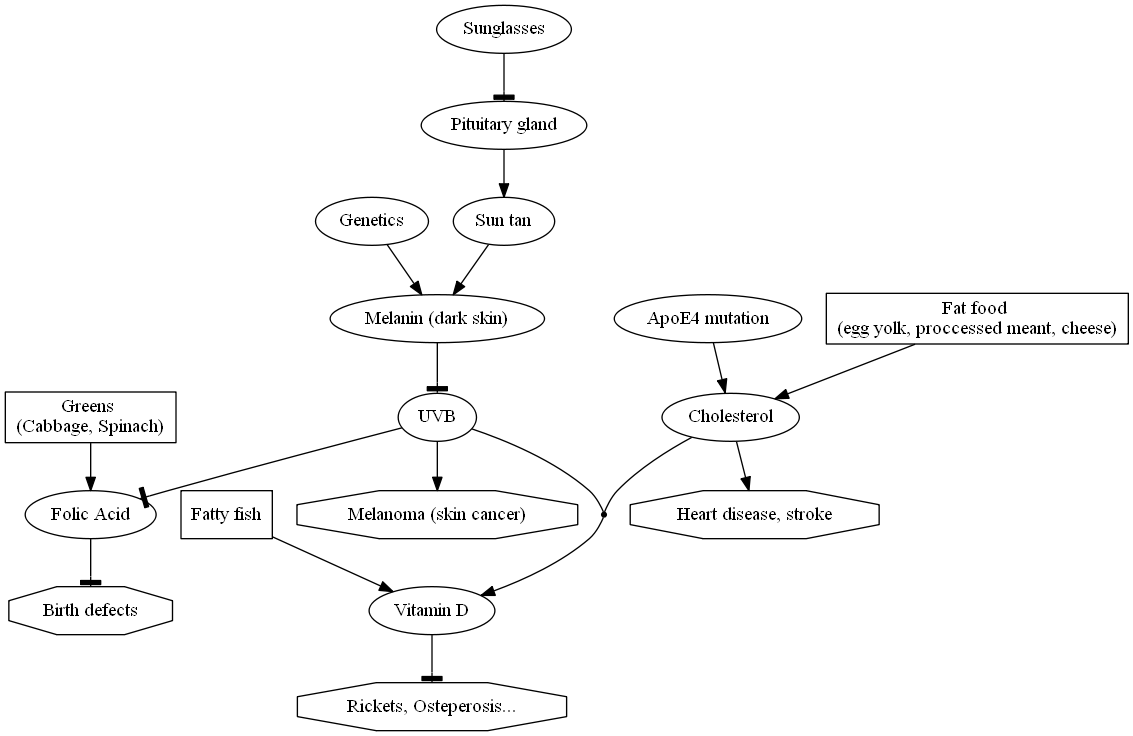 Sunglasses
Pituitary gland
Genetics
Sun tan
Melanin (dark skin)
ApoE4 mutation
Fat food
(egg yolk, proccessed meant, cheese)
Greens
(Cabbage, Spinach)
UVB
Cholesterol
Folic Acid
Fatty fish
Melanoma (skin cancer)
Heart disease, stroke
Birth defects
Vitamin D
Rickets, Osteperosis...